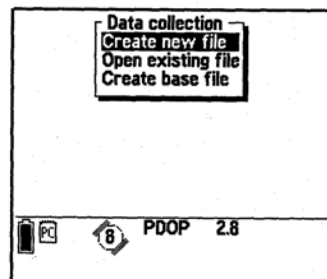 Data collection
Create new file
Open existing file
Create base file
PC 8 PDOP 2.8